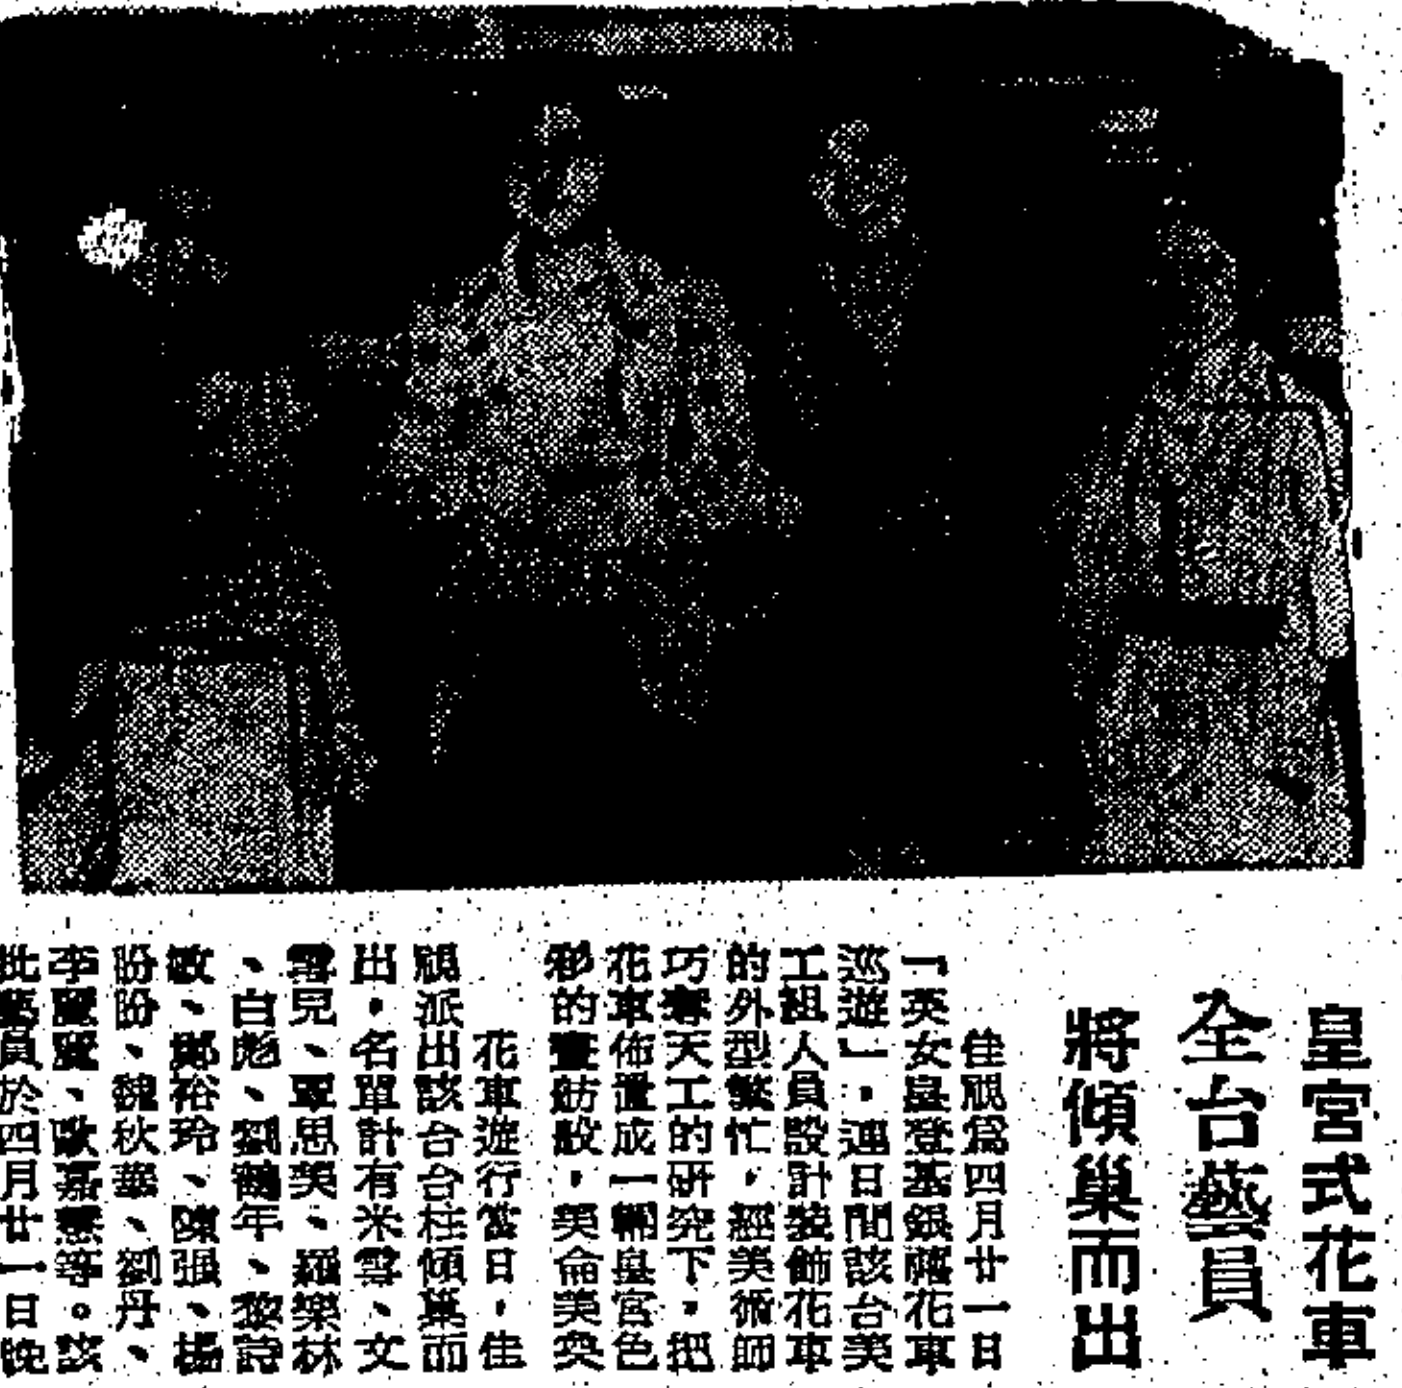 皇宮式花車
全台藝員
將傾巢而出
佳視爲四月廿一日
「英女皇登基銀禧花車
巡遊」，連日間該台美
工組人員設計裝飾花車
的外型繁忙，經美術師
巧奪天工的研究下，把
花車佈置成一輛皇宮色
彩的畫舫般，美侖美奐
花車遊行當日，佳
視派出該台台柱傾巢而
出，名單計有米雪、文
雪兒、覃思美、羅樂林
、白彪、劉鶴年、黎詩
敏、鄭裕玲、陳張、楊
盼盼、魏秋華、劉丹、
李麗麗、歐嘉慧等。該
批藝員於四月廿一日晚